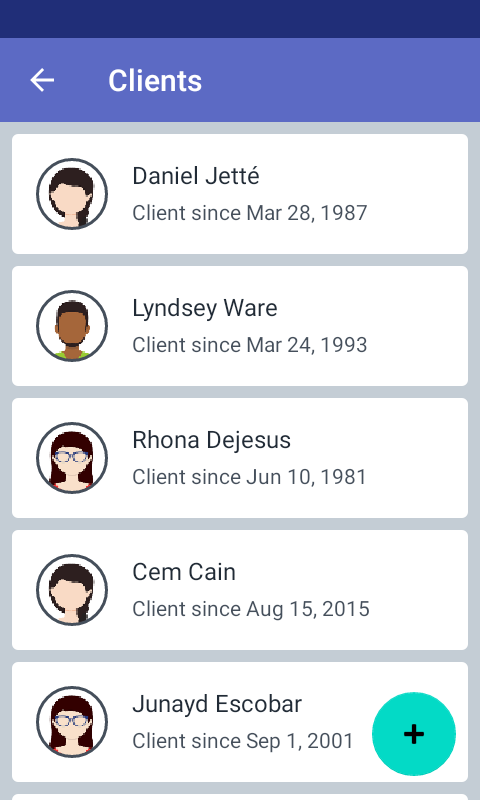 Clients
Daniel Jetté
Client since Mar 28, 1987
Lyndsey Ware
Client since Mar 24, 1993
Rhona Dejesus
Client since Jun 10, 1981
Cem Cain
Client since Aug 15, 2015
Junayd Escobar
Client since Sep 1, 2001